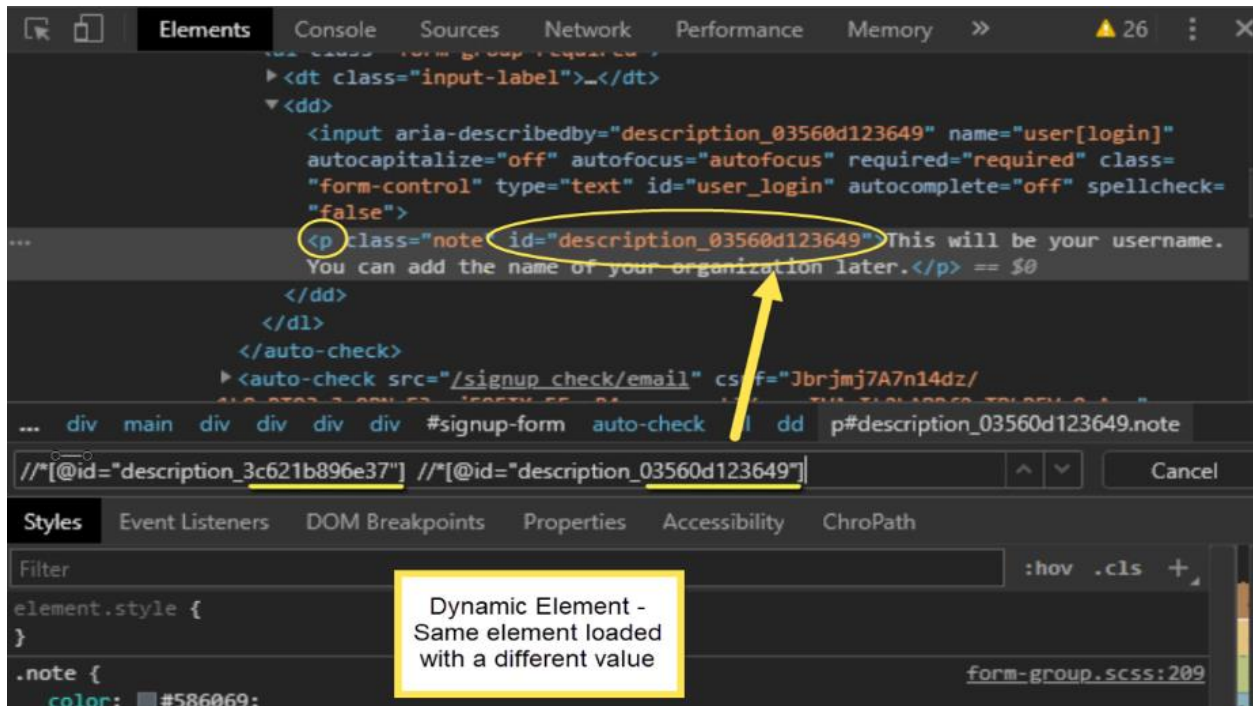 Elements Console Sources Network Performance Memory » 26
<dt class="input-label">…</dt>
<dd>
<input aria-describedby="description_03560d123649" name="user[login]"
autocapitalize="off" autofocus="autofocus" required="required" class=
"form-control" type="text" id="user_login" autocomplete="off" spellcheck=
"false">
<p class="note" id="description_03560d123649">This will be your username.
You can add the name of your organization later.</p> == $0
</dd>
</dl>
</auto-check>
<auto-check src="/signup_check/email" csrf="Jbrjmj7A7n14dz/
... div main div div div div #signup-form auto-check dd p#description_03560d123649.note
//*[@id="description_3c621b896e37"] //*[@id="description_03560d123649"] Cancel
Styles Event Listeners DOM Breakpoints Properties Accessibility ChroPath
Filter :hov .cls +
element.style {
}
Dynamic Element -
Same element loaded
with a different value
.note { form-group.scss:209
color: #586069;